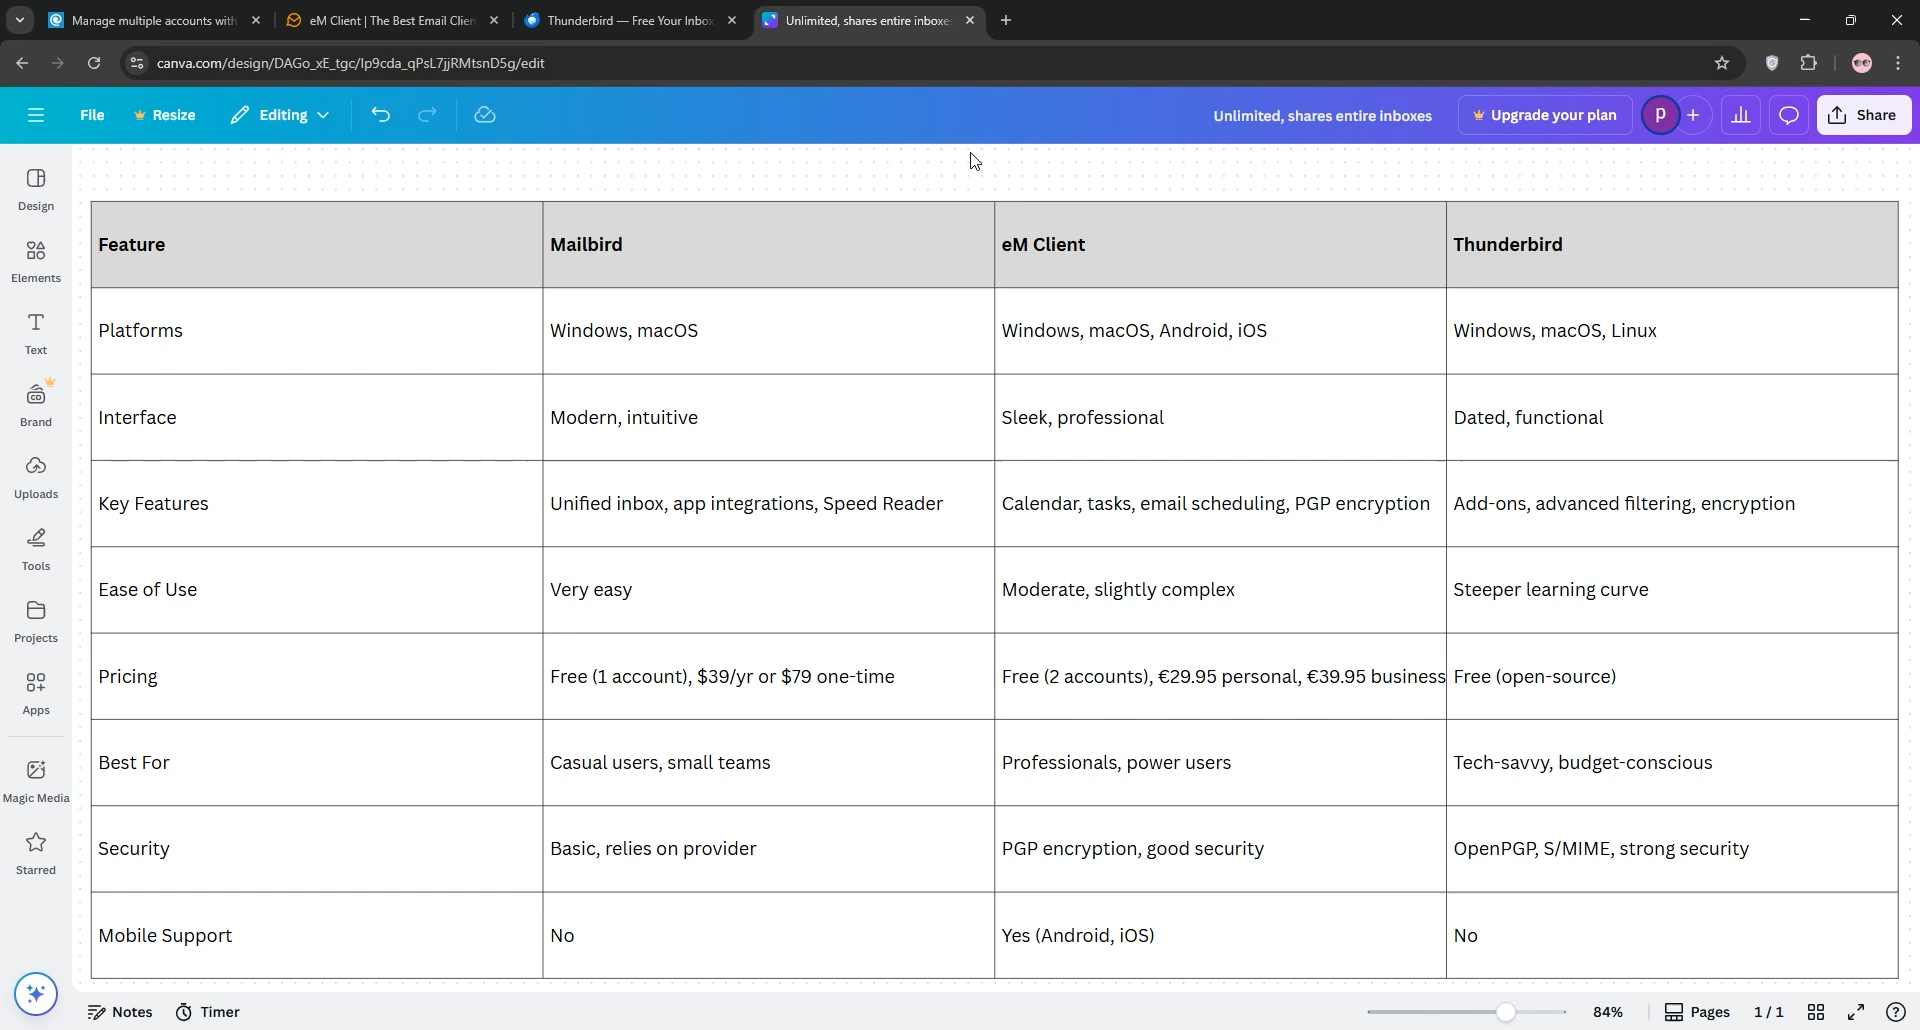 Manage multiple accounts with
eM Client | The Best Email Clien
Thunderbird — Free Your Inbox
Unlimited, shares entire inboxes
canva.com/design/DAGo_xE_tgc/Ip9cda_qPsL7jjRMtsnD5g/edit
File
Resize
Editing
Unlimited, shares entire inboxes
Upgrade your plan
p
Share
Design
Elements
Text
Brand
Uploads
Tools
Projects
Apps
Magic Media
Starred
Feature Mailbird eM Client Thunderbird
Platforms Windows, macOS Windows, macOS, Android, iOS Windows, macOS, Linux
Interface Modern, intuitive Sleek, professional Dated, functional
Key Features Unified inbox, app integrations, Speed Reader Calendar, tasks, email scheduling, PGP encryption Add-ons, advanced filtering, encryption
Ease of Use Very easy Moderate, slightly complex Steeper learning curve
Pricing Free (1 account), $39/yr or $79 one-time Free (2 accounts), €29.95 personal, €39.95 business Free (open-source)
Best For Casual users, small teams Professionals, power users Tech-savvy, budget-conscious
Security Basic, relies on provider PGP encryption, good security OpenPGP, S/MIME, strong security
Mobile Support No Yes (Android, iOS) No
Notes
Timer
84%
Pages
1 / 1